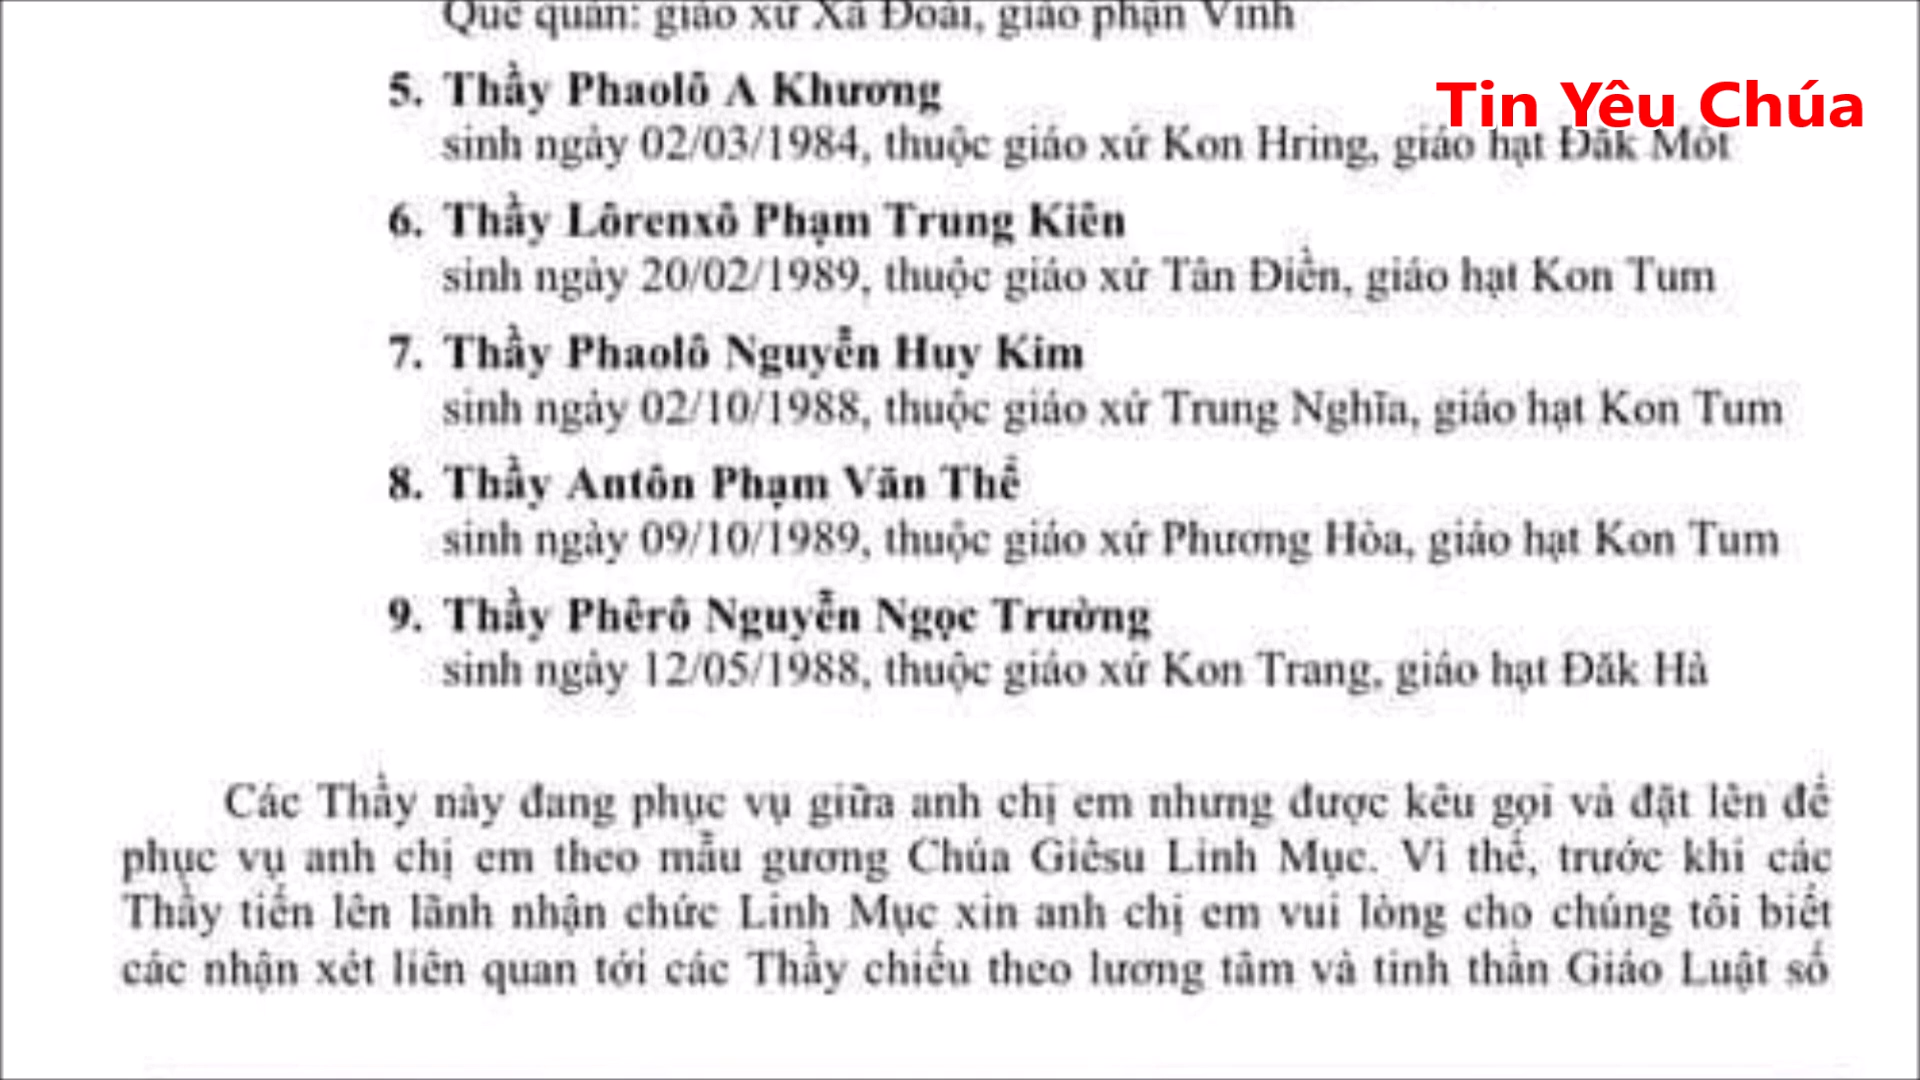 Quê quán: giáo xứ Xã Đoài, giáo phận Vinh
5. Thầy Phaolô A Khương
Tin Yêu Chúa
sinh ngày 02/03/1984, thuộc giáo xứ Kon Hring, giáo hạt Đăk Mót
6. Thầy Lôrenxô Phạm Trung Kiên
sinh ngày 20/02/1989, thuộc giáo xứ Tân Điền, giáo hạt Kon Tum
7. Thầy Phaolô Nguyễn Huy Kim
sinh ngày 02/10/1988, thuộc giáo xứ Trung Nghĩa, giáo hạt Kon Tum
8. Thầy Antôn Phạm Văn Thể
sinh ngày 09/10/1989, thuộc giáo xứ Phương Hòa, giáo hạt Kon Tum
9. Thầy Phêrô Nguyễn Ngọc Trường
sinh ngày 12/05/1988, thuộc giáo xứ Kon Trang, giáo hạt Đăk Hà
Các Thầy này đang phục vụ giữa anh chị em nhưng được kêu gọi và đặt lên để
phục vụ anh chị em theo mẫu gương Chúa Giêsu Linh Mục. Vì thế, trước khi các
Thầy tiến lên lãnh nhận chức Linh Mục xin anh chị em vui lòng cho chúng tôi biết
các nhận xét liên quan tới các Thầy chiếu theo lương tâm và tinh thần Giáo Luật số